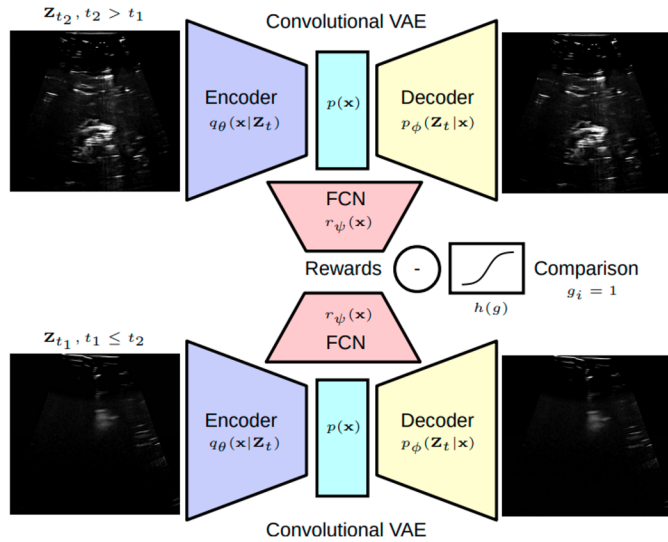 𝐙_{t_2}, t_2 > t_1
Convolutional VAE
Encoder
q_θ(𝐱|𝐙_t)
p(𝐱)
Decoder
p_ϕ(𝐙_t|𝐱)
FCN
r_ψ(𝐱)
Rewards
-
h(g)
Comparison
g_i = 1
r_ψ(𝐱)
FCN
𝐙_{t_1}, t_1 ≤ t_2
Encoder
q_θ(𝐱|𝐙_t)
p(𝐱)
Decoder
p_ϕ(𝐙_t|𝐱)
Convolutional VAE